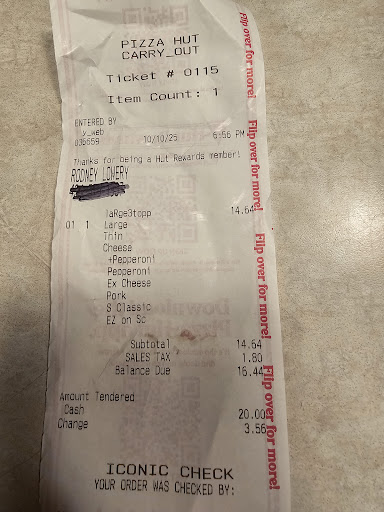 PIZZA HUT
CARRY_OUT
Ticket # 0115
Item Count: 1
ENTERED BY
y_web
036559 10/10/25 6:56 PM
Thanks for being a Hut Rewards member!
RODNEY LOWERY
laRge3topp 14.64
01 1 Large
Thin
Cheese
+Pepperoni
Pepperoni
Ex Cheese
Pork
S Classic
EZ on Sc
Subtotal 14.64
SALES TAX 1.80
Balance Due 16.44
Amount Tendered
Cash 20.00
Change 3.56
ICONIC CHECK
YOUR ORDER WAS CHECKED BY:
Flip over for more!
Flip over for more!
Flip over for more!
Flip over for more!